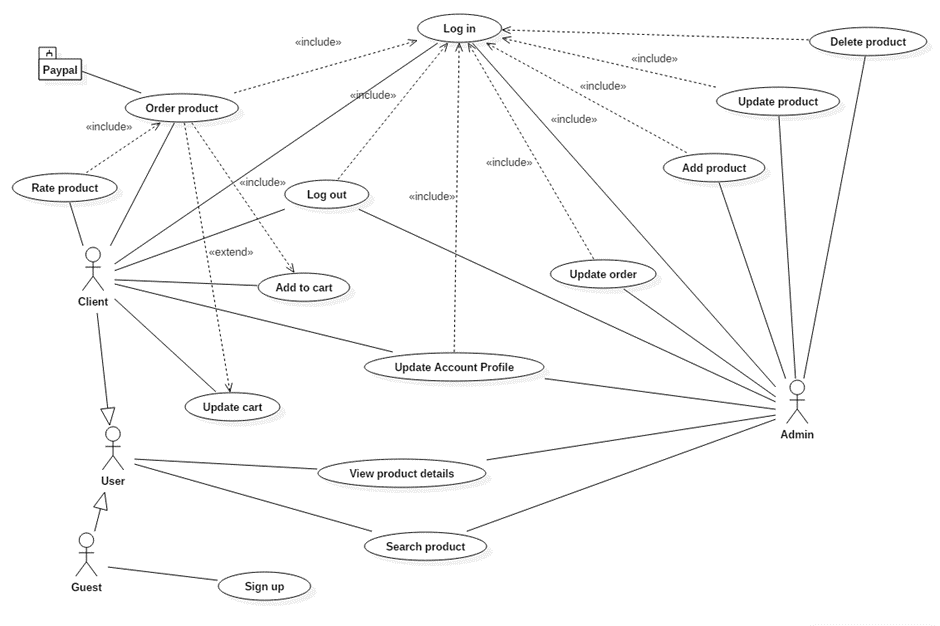 Log in
Delete product
«include»
Paypal
«include»
«include»
«include»
Update product
Order product
«include»
«include»
«include»
Add product
Rate product
«include»
Log out
«include»
«extend»
Update order
Add to cart
Client
Update Account Profile
Update cart
Admin
User
View product details
Search product
Guest
Sign up